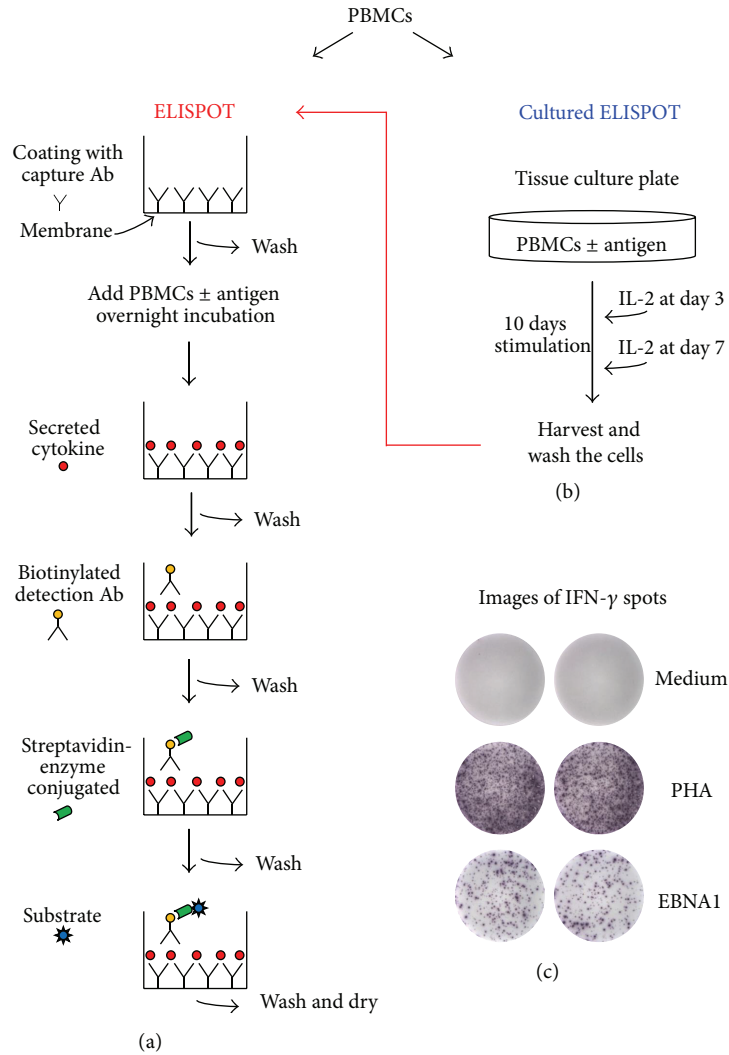 PBMCs
ELISPOT
Coating with
capture Ab
Membrane
Wash
Add PBMCs ± antigen
overnight incubation
Secreted
cytokine
Wash
Biotinylated
detection Ab
Wash
Streptavidin-
enzyme
conjugated
Wash
Substrate
Wash and dry
(a)
Cultured ELISPOT
Tissue culture plate
PBMCs ± antigen
IL-2 at day 3
10 days
stimulation
IL-2 at day 7
Harvest and
wash the cells
(b)
Images of IFN-γ spots
Medium
PHA
EBNA1
(c)